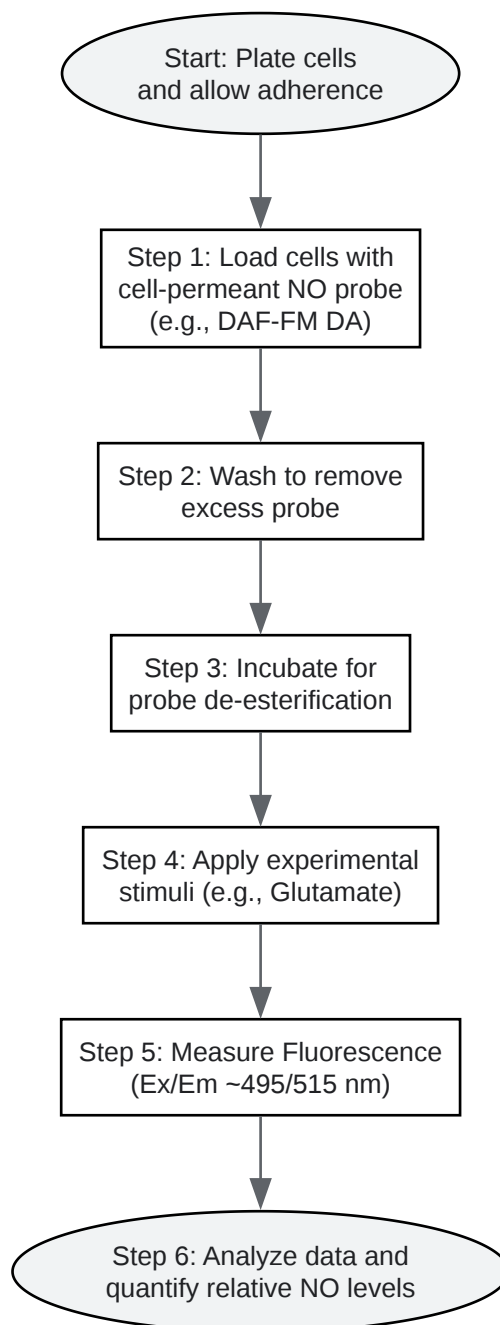 Start: Plate cells
and allow adherence
Step 1: Load cells with
cell-permeant NO probe
(e.g., DAF-FM DA)
Step 2: Wash to remove
excess probe
Step 3: Incubate for
probe de-esterification
Step 4: Apply experimental
stimuli (e.g., Glutamate)
Step 5: Measure Fluorescence
(Ex/Em ~495/515 nm)
Step 6: Analyze data and
quantify relative NO levels